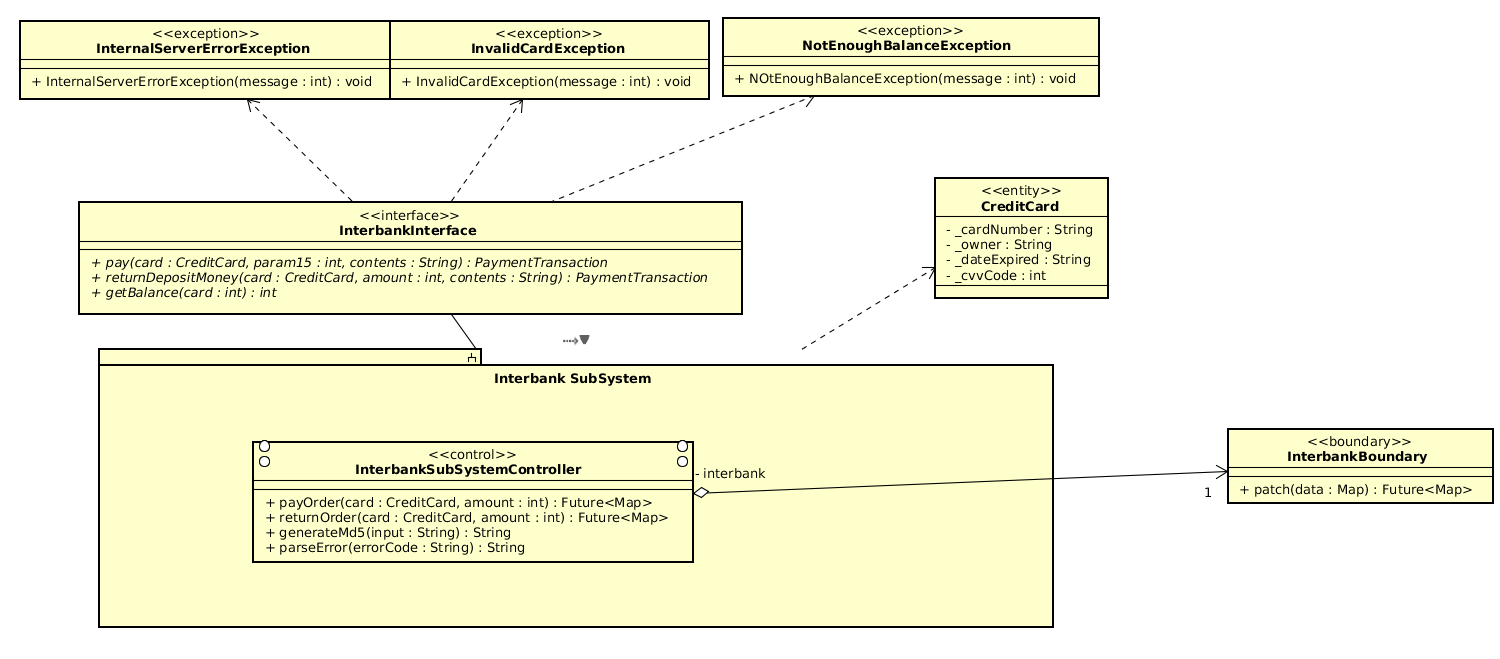 <<exception>>
InternalServerErrorException
+ InternalServerErrorException(message : int) : void
<<exception>>
InvalidCardException
+ InvalidCardException(message : int) : void
<<exception>>
NotEnoughBalanceException
+ NOtEnoughBalanceException(message : int) : void
<<interface>>
InterbankInterface
+ pay(card : CreditCard, param15 : int, contents : String) : PaymentTransaction
+ returnDepositMoney(card : CreditCard, amount : int, contents : String) : PaymentTransaction
+ getBalance(card : int) : int
<<entity>>
CreditCard
- _cardNumber : String
- _owner : String
- _dateExpired : String
- _cvvCode : int
Interbank SubSystem
<<control>>
InterbankSubSystemController
+ payOrder(card : CreditCard, amount : int) : Future<Map>
+ returnOrder(card : CreditCard, amount : int) : Future<Map>
+ generateMd5(input : String) : String
+ parseError(errorCode : String) : String
- interbank
1
<<boundary>>
InterbankBoundary
+ patch(data : Map) : Future<Map>